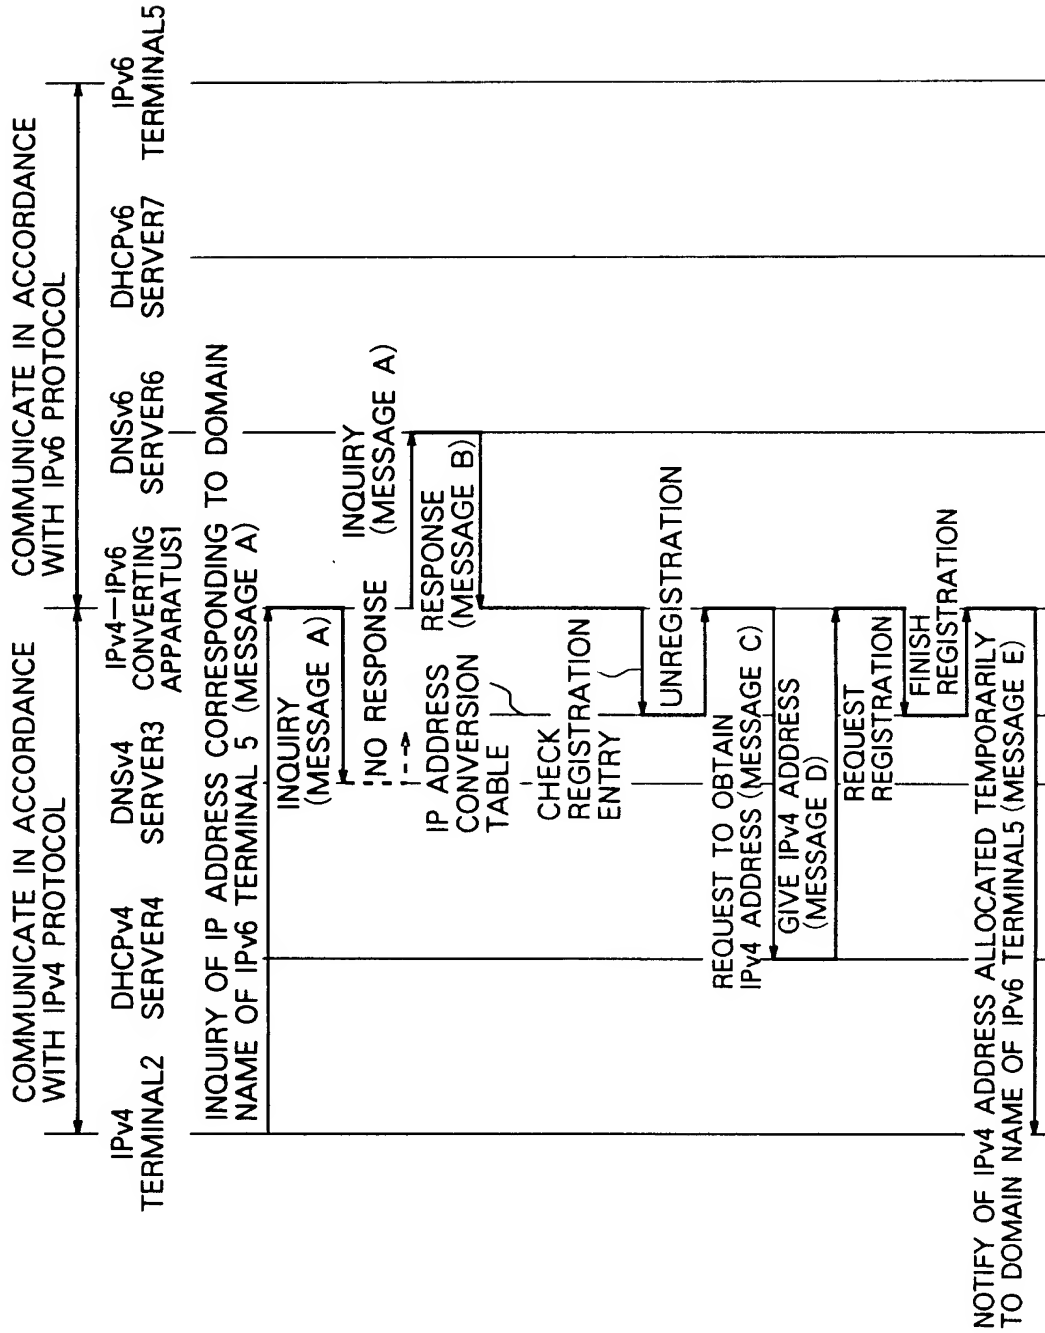 COMMUNICATE IN ACCORDANCE
WITH IPv4 PROTOCOL
COMMUNICATE IN ACCORDANCE
WITH IPv6 PROTOCOL
IPv4
TERMINAL2
DHCPv4
SERVER4
DNSv4
SERVER3
IPv4-IPv6
CONVERTING
APPARATUS1
DNSv6
SERVER6
DHCPv6
SERVER7
IPv6
TERMINAL5
INQUIRY OF IP ADDRESS CORRESPONDING TO DOMAIN
NAME OF IPv6 TERMINAL 5 (MESSAGE A)
INQUIRY
(MESSAGE A)
NO RESPONSE
INQUIRY
(MESSAGE A)
RESPONSE
(MESSAGE B)
IP ADDRESS
CONVERSION
TABLE
CHECK
REGISTRATION
ENTRY
UNREGISTRATION
REQUEST TO OBTAIN
IPv4 ADDRESS (MESSAGE C)
GIVE IPv4 ADDRESS
(MESSAGE D)
REQUEST
REGISTRATION
FINISH
REGISTRATION
NOTIFY OF IPv4 ADDRESS ALLOCATED TEMPORARILY
TO DOMAIN NAME OF IPv6 TERMINAL5 (MESSAGE E)